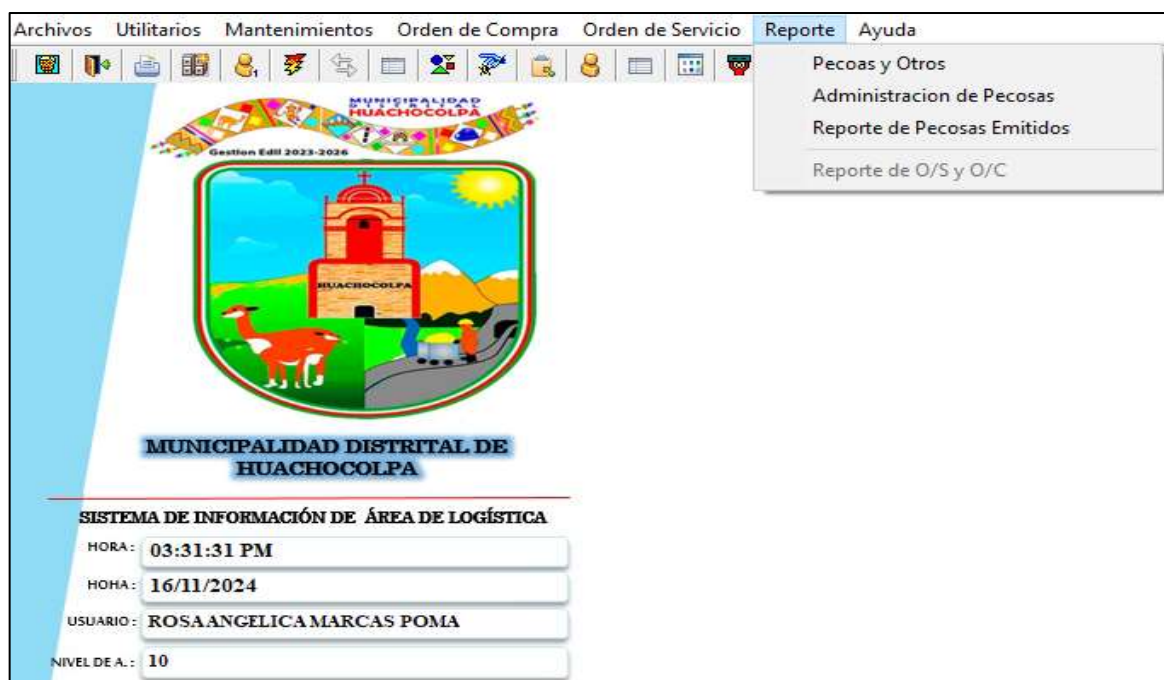 Archivos Utilitarios Mantenimientos Orden de Compra Orden de Servicio Reporte Ayuda
Pecoas y Otros
Administracion de Pecosas
Reporte de Pecosas Emitidos
Reporte de O/S y O/C
MUNICIPALIDAD
DISTRITAL
HUACHOCOLPA
Gestion Edil 2023-2026
HUACHOCOLPA
MUNICIPALIDAD DISTRITAL DE
HUACHOCOLPA
SISTEMA DE INFORMACIÓN DE ÁREA DE LOGÍSTICA
HORA: 03:31:31 PM
HOHA: 16/11/2024
USUARIO: ROSA ANGELICA MARCAS POMA
NIVEL DE A.: 10